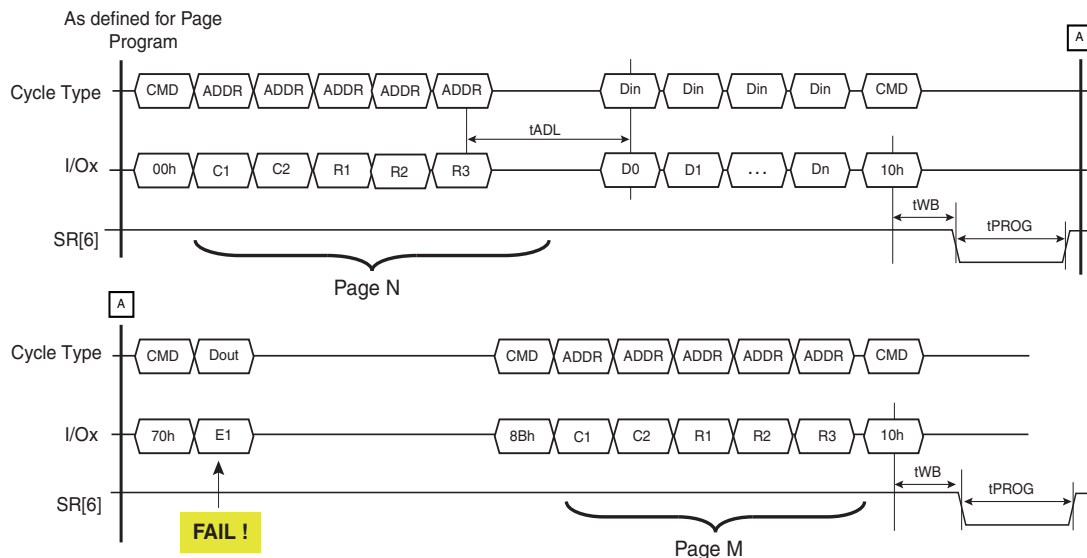 As defined for Page
Program
A
Cycle Type CMD ADDR ADDR ADDR ADDR ADDR Din Din Din Din CMD
tADL
I/Ox 00h C1 C2 R1 R2 R3 D0 D1 ... Dn 10h
tWB
tPROG
SR[6]
Page N
A
Cycle Type CMD Dout CMD ADDR ADDR ADDR ADDR ADDR CMD
I/Ox 70h E1 8Bh C1 C2 R1 R2 R3 10h
tWB
tPROG
SR[6]
FAIL !
Page M